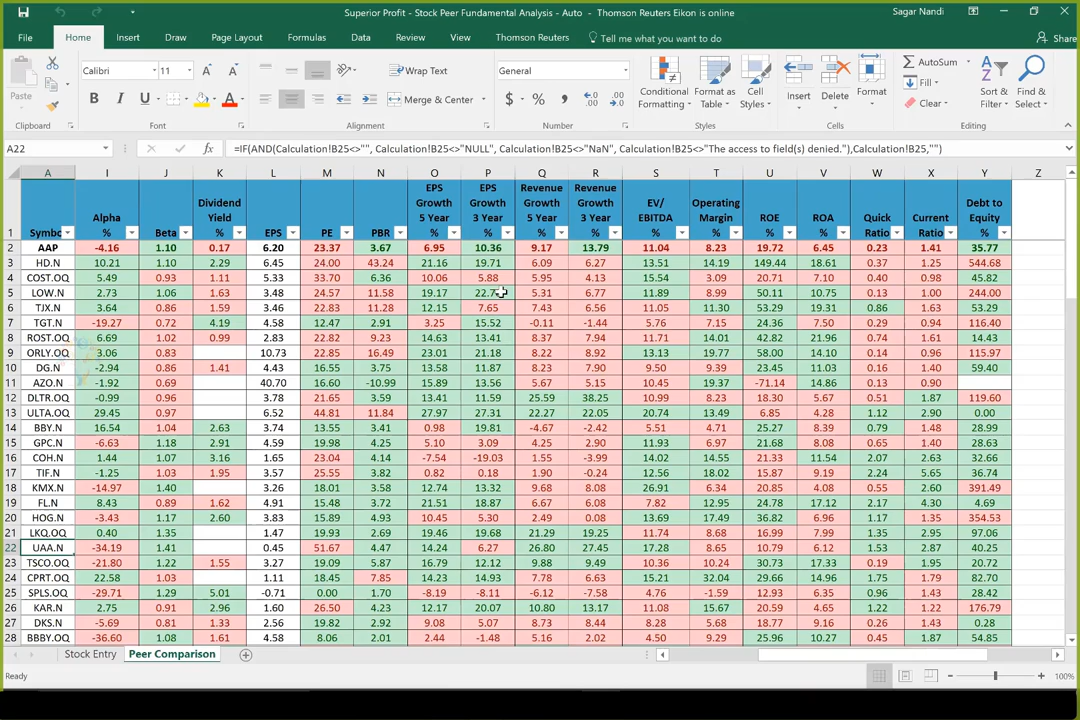 Superior Profit - Stock Peer Fundamental Analysis - Auto - Thomson Reuters Eikon is online
Sagar Nandi
File Home Insert Draw Page Layout Formulas Data Review View Thomson Reuters Tell me what you want to do Share
Paste
Calibri 11
Wrap Text
General
Conditional Formatting
Format as Table
Cell Styles
Insert Delete Format
AutoSum
Sort & Filter
Find & Select
B I U
A
Merge & Center
$ % ,
Fill
Clear
Clipboard Font Alignment Number Styles Cells Editing
A22 fx =IF(AND(Calculation!B25<>"", Calculation!B25<>"NULL", Calculation!B25<>"NaN", Calculation!B25<>"The access to field(s) denied."),Calculation!B25,"")
A I J K L M N O P Q R S T U V W X Y Z
1 Symbo Alpha % Beta Dividend Yield % EPS PE PBR EPS Growth 5 Year % EPS Growth 3 Year % Revenue Growth 5 Year % Revenue Growth 3 Year % EV/ EBITDA Operating Margin % ROE % ROA % Quick Ratio Current Ratio Debt to Equity %
2 AAP -4.16 1.10 0.17 6.20 23.37 3.67 6.95 10.36 9.17 13.79 11.04 8.23 19.72 6.45 0.23 1.41 35.77
3 HD.N 10.21 1.10 2.29 6.45 24.00 43.24 21.16 19.71 6.09 6.27 13.51 14.19 149.44 18.61 0.37 1.25 544.68
4 COST.OQ 5.49 0.93 1.11 5.33 33.70 6.36 10.06 5.88 5.95 4.13 15.54 3.09 20.71 7.10 0.40 0.98 45.82
5 LOW.N 2.73 1.06 1.63 3.48 24.57 11.58 19.17 5.31 6.77 11.89 8.99 50.11 10.75 0.13 1.00 244.00
6 TJX.N 3.64 0.86 1.59 3.46 22.83 11.28 12.15 7.65 7.43 6.56 11.05 11.30 53.29 19.31 0.86 1.66 53.29
7 TGT.N -19.27 0.72 4.19 4.58 12.47 2.91 3.25 15.52 -0.11 -1.44 5.76 7.15 24.36 7.50 0.29 0.94 116.40
8 ROST.OQ 6.69 1.02 0.99 2.83 22.82 9.23 14.63 13.41 8.37 7.94 11.71 14.01 42.82 21.96 0.74 1.61 14.43
9 ORLY.OQ 3.06 0.83 10.73 22.85 16.49 23.01 21.18 8.22 8.92 13.13 19.77 58.00 14.10 0.14 0.96 115.97
10 DG.N -2.94 0.86 1.41 4.43 16.55 3.75 13.58 11.87 8.23 7.90 9.50 9.39 23.45 11.03 0.16 1.40 59.40
11 AZO.N -1.92 0.69 40.70 16.60 -10.99 15.89 13.56 5.67 5.15 10.45 19.37 -71.14 14.86 0.13 0.90
12 DLTR.OQ -0.99 0.96 3.78 21.65 3.59 13.41 11.59 25.59 38.25 10.99 8.23 18.30 5.67 0.51 1.87 119.60
13 ULTA.OQ 29.45 0.97 6.52 44.81 11.84 27.97 27.31 22.27 22.05 20.74 13.49 6.85 4.28 1.12 2.90 0.00
14 BBY.N 16.54 1.04 2.63 3.74 13.55 3.41 0.98 19.81 -4.67 -2.42 5.51 4.71 25.27 8.39 0.79 1.48 28.99
15 GPC.N -6.63 1.18 2.91 4.59 19.98 4.25 5.10 3.09 4.25 2.90 11.93 6.97 21.68 8.08 0.65 1.40 28.63
16 COH.N 1.44 1.07 3.16 1.65 23.04 4.14 -7.54 -19.03 1.55 -3.99 14.02 14.55 21.33 11.54 2.07 2.63 32.66
17 TIF.N -1.25 1.03 1.95 3.57 25.55 3.82 0.82 0.18 1.90 -0.24 12.56 18.02 15.87 9.19 2.24 5.65 36.74
18 KMX.N -14.97 1.40 3.26 18.01 3.58 12.74 13.32 9.68 8.08 26.91 6.34 20.85 4.08 0.55 2.60 391.49
19 FL.N 8.43 0.89 1.62 4.91 15.48 3.72 21.51 18.87 6.67 6.08 7.82 12.95 24.78 17.12 2.17 4.30 4.69
20 HOG.N -3.43 1.17 2.60 3.83 15.89 4.93 10.45 5.30 2.49 0.08 13.69 17.49 36.82 6.96 1.17 1.35 354.53
21 LKQ.OQ 0.40 1.35 1.47 19.93 2.69 13.96 19.68 21.29 19.25 11.74 8.68 16.99 7.99 1.35 2.95 97.06
22 UAA.N -34.19 1.41 0.45 51.67 4.47 14.24 6.27 26.80 27.45 17.28 8.65 10.79 6.12 1.53 2.87 40.25
23 TSCO.OQ -21.80 1.22 1.55 3.27 19.09 5.87 16.79 12.12 9.88 9.49 10.36 10.24 30.77 17.33 0.19 1.95 20.72
24 CPRT.OQ 22.58 1.03 1.11 18.45 7.85 14.23 14.93 7.78 6.63 15.21 32.04 29.66 14.96 1.75 1.79 82.70
25 SPLS.OQ -29.71 1.29 5.01 -0.71 0.00 1.70 -8.19 -8.11 -6.12 -7.58 4.76 -1.59 12.93 6.35 0.96 1.43 28.42
26 KAR.N 2.75 0.91 2.96 1.60 26.50 4.23 12.17 20.07 10.80 13.17 11.08 15.67 20.59 4.65 1.22 1.22 176.79
27 DKS.N -5.69 0.81 1.33 2.56 19.82 2.92 9.08 5.07 8.73 8.44 8.28 5.68 18.77 9.16 0.26 1.73 0.28
28 BBBY.OQ -36.60 1.08 1.61 4.58 8.06 2.01 2.44 -1.48 5.16 2.02 4.50 9.29 25.96 10.27 0.45 1.87 54.85
Stock Entry Peer Comparison
Ready 100%